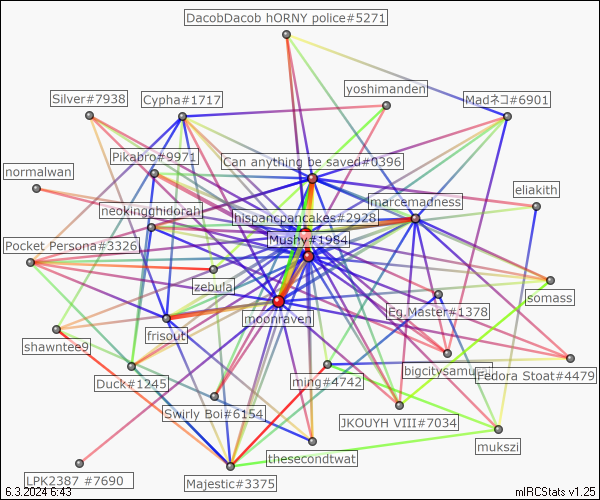 DacobDacob hORNY police#5271
yoshimanden
Silver#7938
Cypha#1717
Madネコ#6901
Pikabro#9971
Can anything be saved#0396
normalwan
eliakith
marcemadness
neokingghidorah
hispancpancakes#2928
Mushy#1984
Pocket Persona#3326
zebula
somass
Eg.Master#1378
moonraven
frisout
shawntee9
bigcitysamu
Fedora Stoat#4479
Duck#1245
ming#4742
Swirly Boi#6154
JKOUYH VIII#7034
mukszi
thesecondtwat
LPK2387 #7690
Majestic#3375
6.3.2024 6:43
mIRCStats v1.25